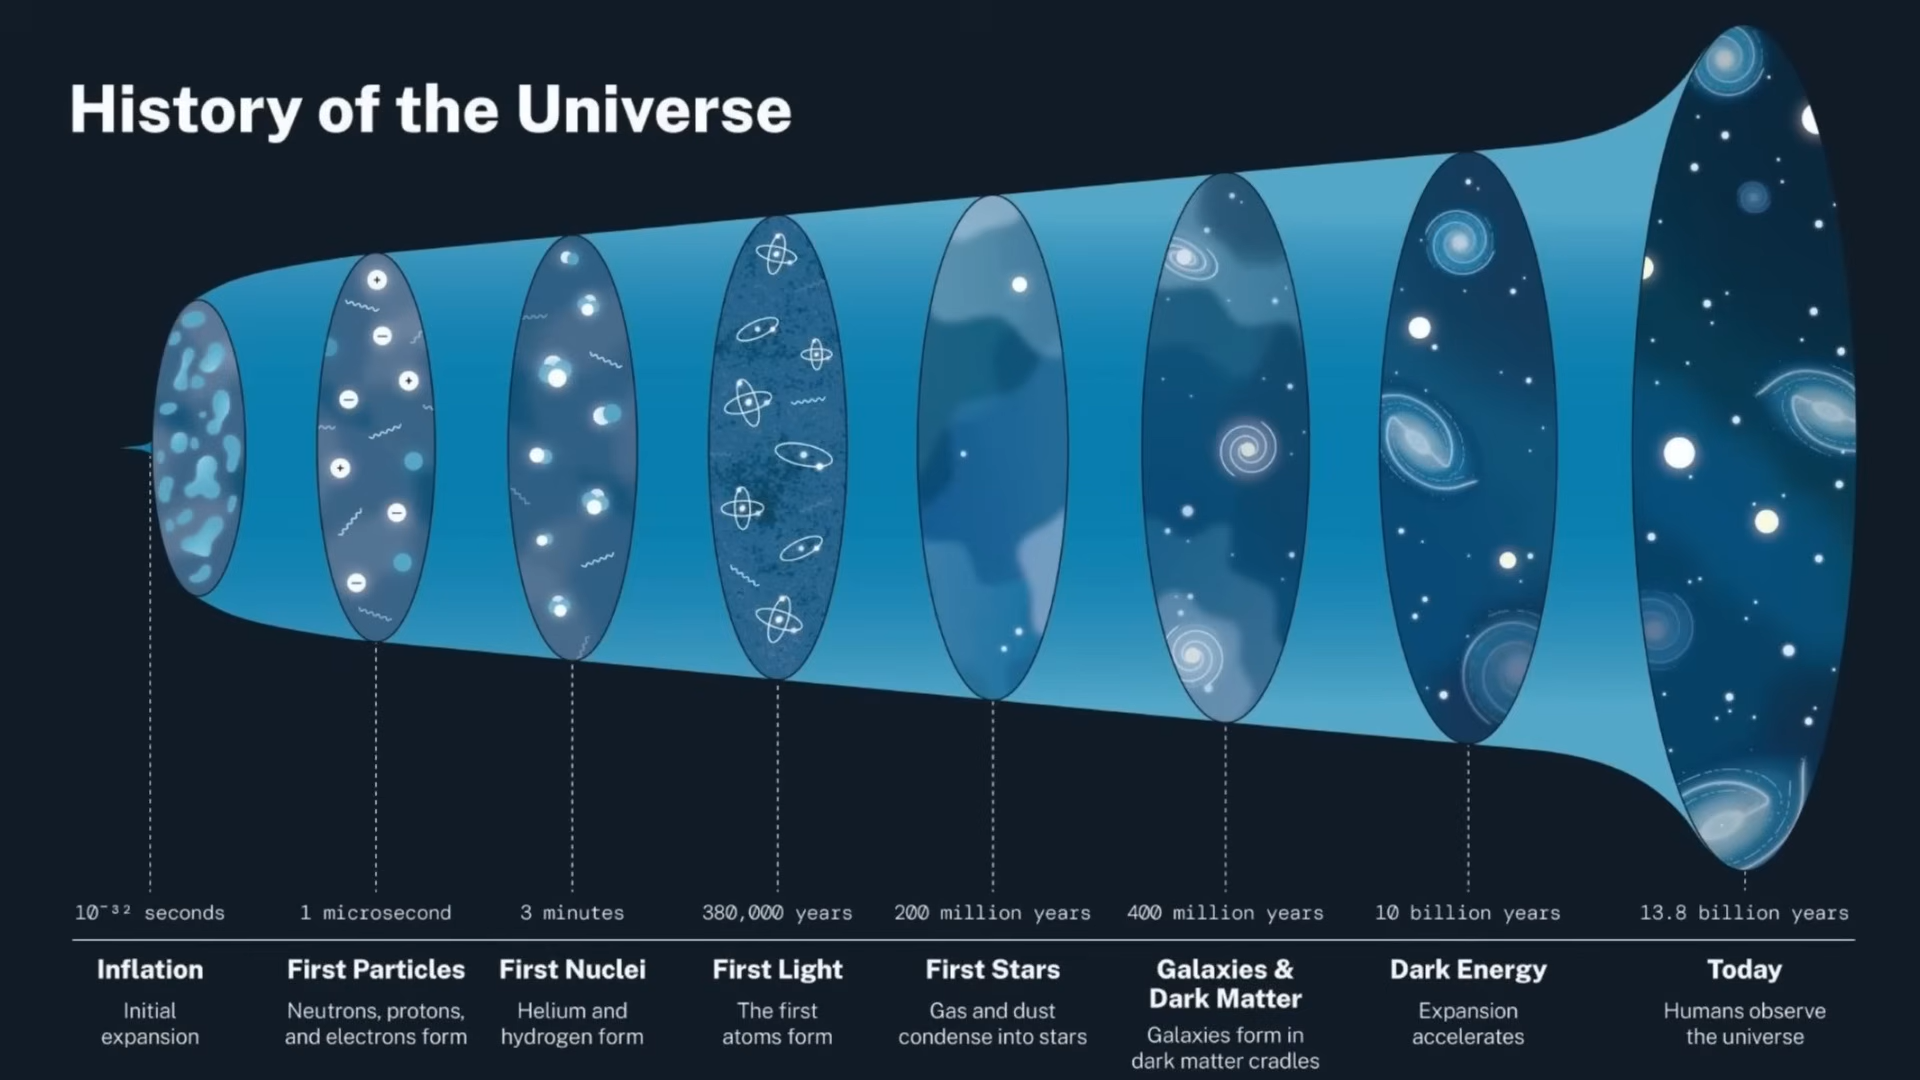 History of the Universe
10⁻³² seconds
1 microsecond
3 minutes
380,000 years
200 million years
400 million years
10 billion years
13.8 billion years
Inflation
Initial
expansion
First Particles
Neutrons, protons,
and electrons form
First Nuclei
Helium and
hydrogen form
First Light
The first
atoms form
First Stars
Gas and dust
condense into stars
Galaxies &
Dark Matter
Galaxies form in
dark matter cradles
Dark Energy
Expansion
accelerates
Today
Humans observe
the universe